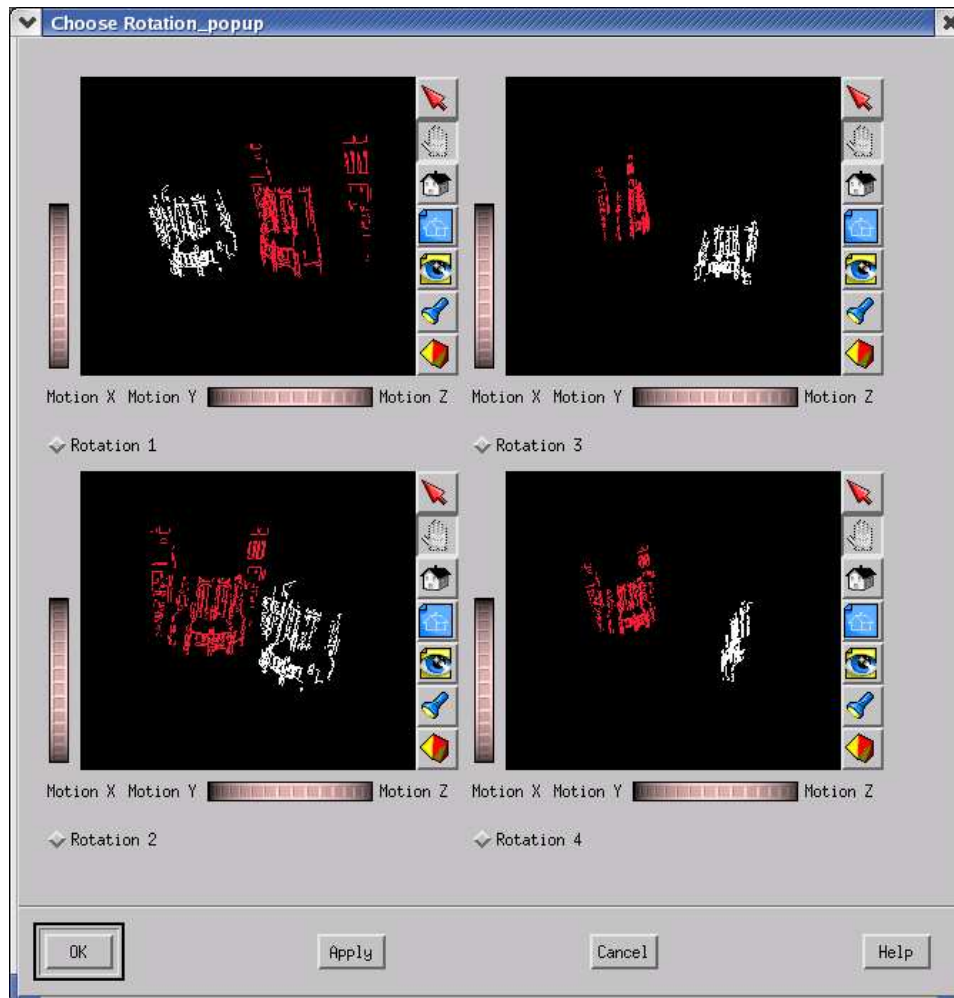 Choose Rotation_popup
Motion X Motion Y Motion Z Motion X Motion Y Motion Z
Rotation 1 Rotation 3
Motion X Motion Y Motion Z Motion X Motion Y Motion Z
Rotation 2 Rotation 4
OK Apply Cancel Help